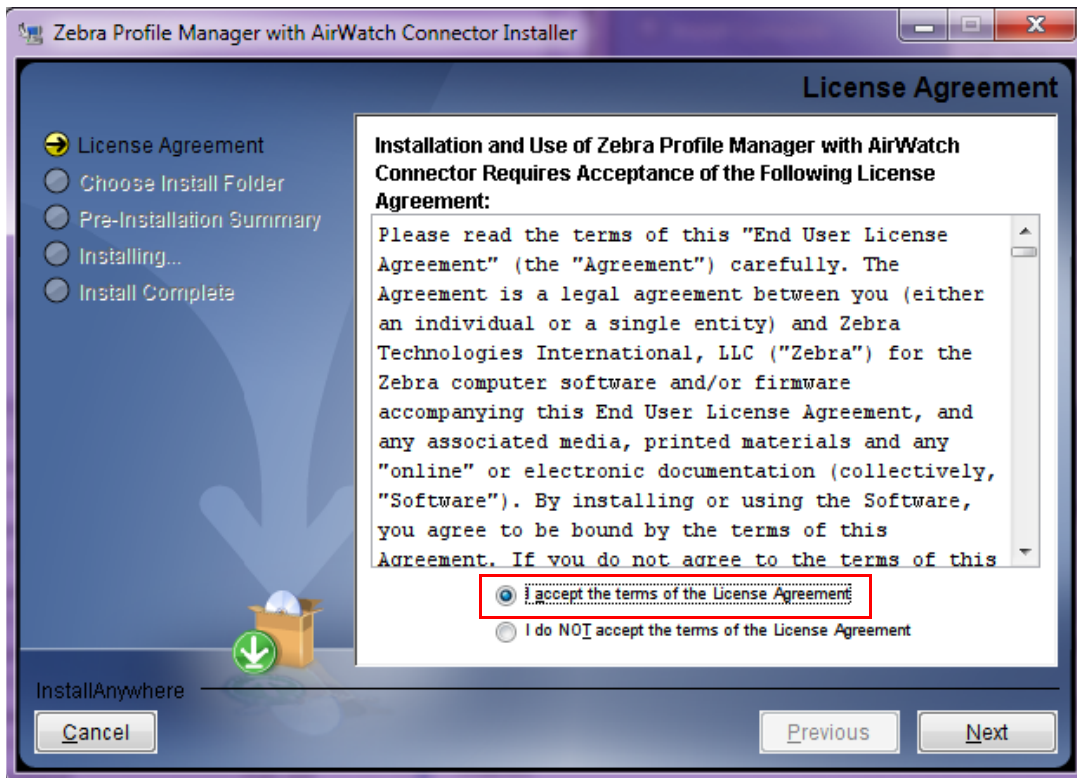 Zebra Profile Manager with AirWatch Connector Installer
License Agreement
License Agreement
Choose Install Folder
Pre-Installation Summary
Installing...
Install Complete
Installation and Use of Zebra Profile Manager with AirWatch
Connector Requires Acceptance of the Following License
Agreement:
Please read the terms of this "End User License
Agreement" (the "Agreement") carefully. The
Agreement is a legal agreement between you (either
an individual or a single entity) and Zebra
Technologies International, LLC ("Zebra") for the
Zebra computer software and/or firmware
accompanying this End User License Agreement, and
any associated media, printed materials and any
"online" or electronic documentation (collectively,
"Software"). By installing or using the Software,
you agree to be bound by the terms of this
Agreement. If you do not agree to the terms of this
I accept the terms of the License Agreement
I do NOT accept the terms of the License Agreement
InstallAnywhere
Cancel
Previous
Next